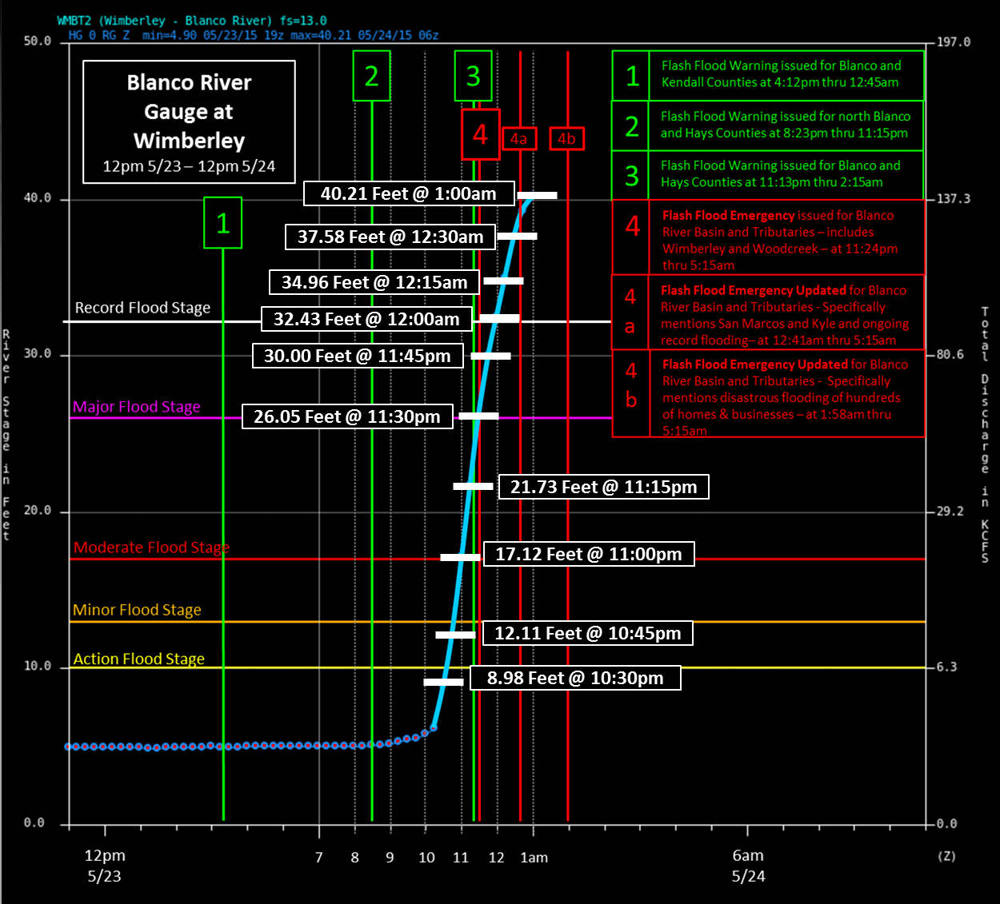 WMBT2 (Wimberley - Blanco River) fs=13.0
HG 0 RG Z min=4.90 05/23/15 19z max=40.21 05/24/15 06z
50.0
197.0
Blanco River
Gauge at
Wimberley
12pm 5/23 – 12pm 5/24
2
3
4
4a
4b
1
1
Flash Flood Warning issued for Blanco and
Kendall Counties at 4:12pm thru 12:45am
2
Flash Flood Warning issued for north Blanco
and Hays Counties at 8:23pm thru 11:15pm
3
Flash Flood Warning issued for Blanco and
Hays Counties at 11:13pm thru 2:15am
4
Flash Flood Emergency issued for Blanco
River Basin and Tributaries – includes
Wimberley and Woodcreek – at 11:24pm
thru 5:15am
4
a
Flash Flood Emergency Updated for Blanco
River Basin and Tributaries - Specifically
mentions San Marcos and Kyle and ongoing
record flooding– at 12:41am thru 5:15am
4
b
Flash Flood Emergency Updated for Blanco
River Basin and Tributaries - Specifically
mentions disastrous flooding of hundreds
of homes & businesses – at 1:58am thru
5:15am
40.0
137.3
40.21 Feet @ 1:00am
37.58 Feet @ 12:30am
34.96 Feet @ 12:15am
Record Flood Stage
32.43 Feet @ 12:00am
30.0
80.6
30.00 Feet @ 11:45pm
Major Flood Stage
26.05 Feet @ 11:30pm
21.73 Feet @ 11:15pm
20.0
29.2
Moderate Flood Stage
17.12 Feet @ 11:00pm
Minor Flood Stage
12.11 Feet @ 10:45pm
Action Flood Stage
10.0
6.3
8.98 Feet @ 10:30pm
0.0
0.0
River Stage in Feet
Total Discharge in KCFS
12pm
5/23
7
8
9
10
11
12
1am
6am
5/24
(Z)